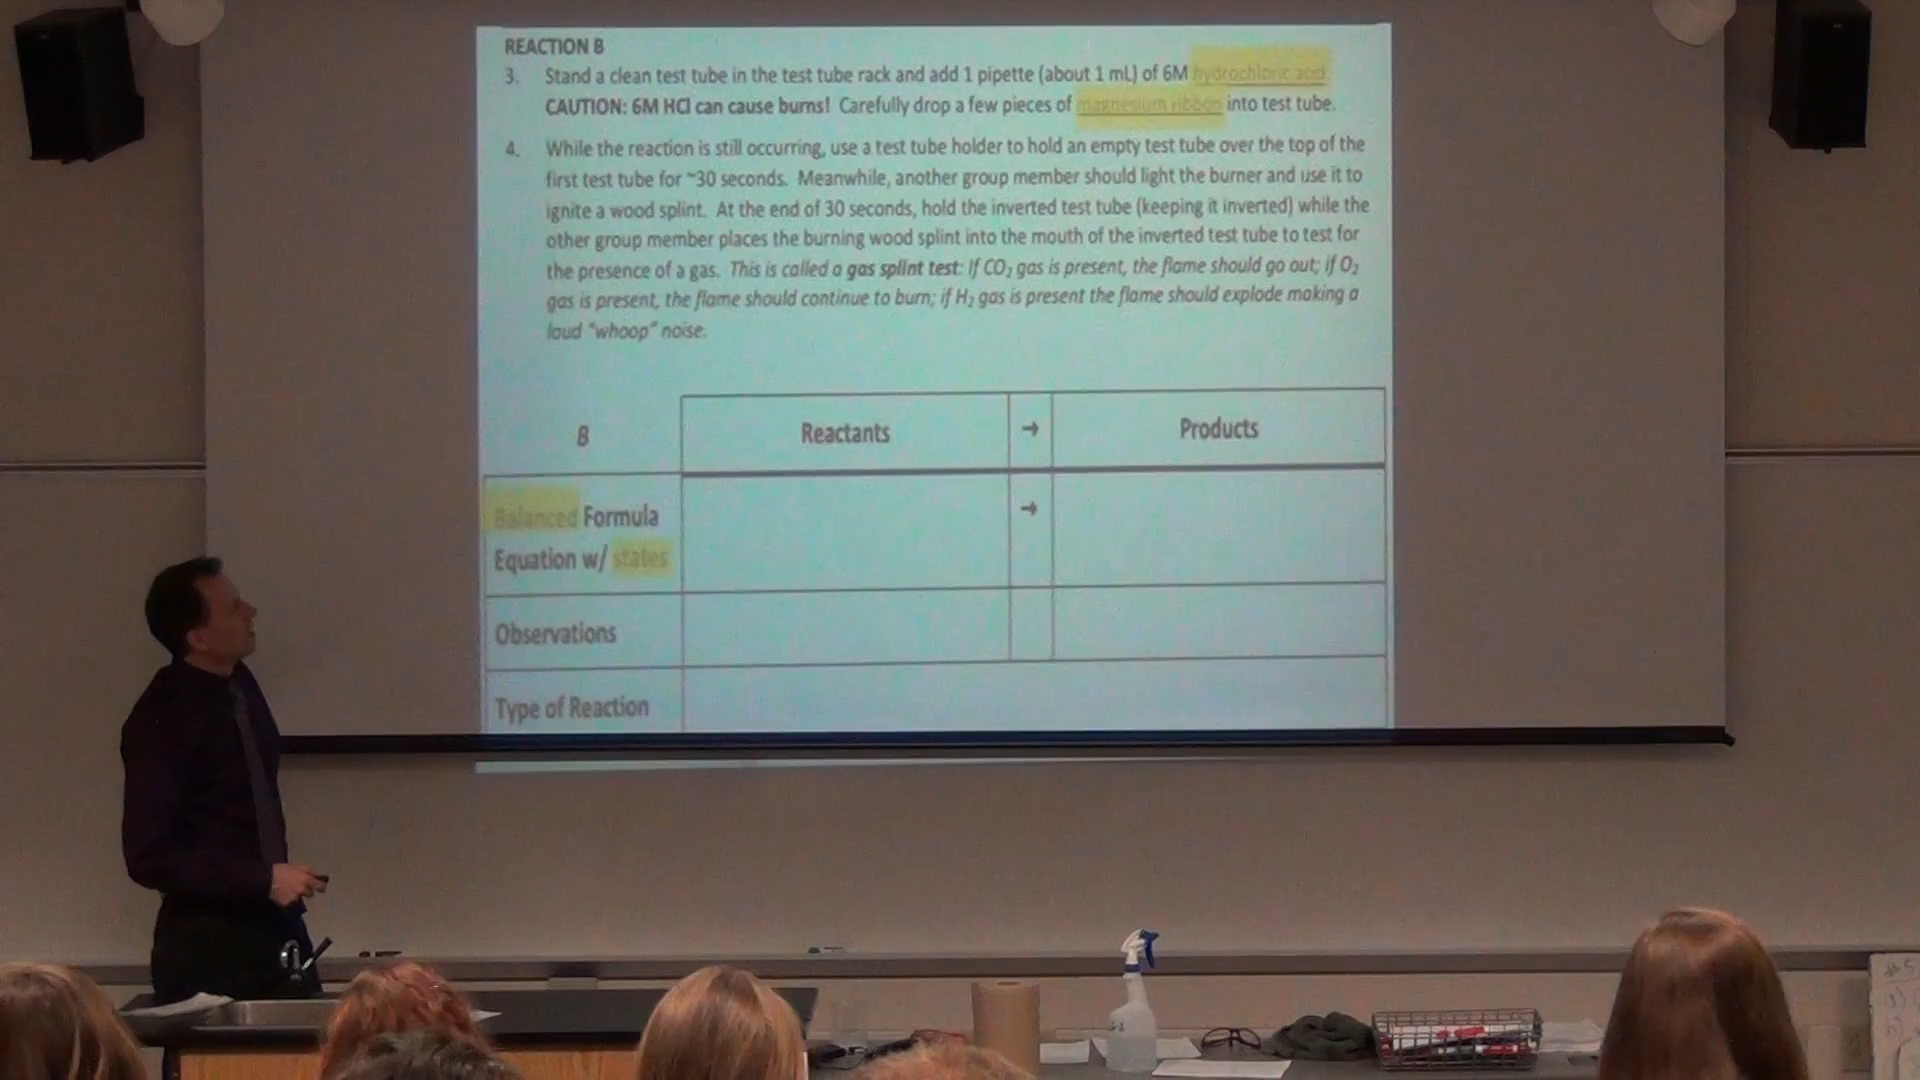 REACTION B
3. Stand a clean test tube in the test tube rack and add 1 pipette (about 1 mL) of 6M hydrochloric acid
CAUTION: 6M HCl can cause burns! Carefully drop a few pieces of magnesium ribbon into test tube.
4. While the reaction is still occurring, use a test tube holder to hold an empty test tube over the top of the
first test tube for ~30 seconds. Meanwhile, another group member should light the burner and use it to
ignite a wood splint. At the end of 30 seconds, hold the inverted test tube (keeping it inverted) while the
other group member places the burning wood splint into the mouth of the inverted test tube to test for
the presence of a gas. This is called a gas splint test: If CO₂ gas is present, the flame should go out; if O₂
gas is present, the flame should continue to burn; if H₂ gas is present the flame should explode making a
loud "whoop" noise.
B Reactants → Products
Balanced Formula →
Equation w/ states
Observations
Type of Reaction